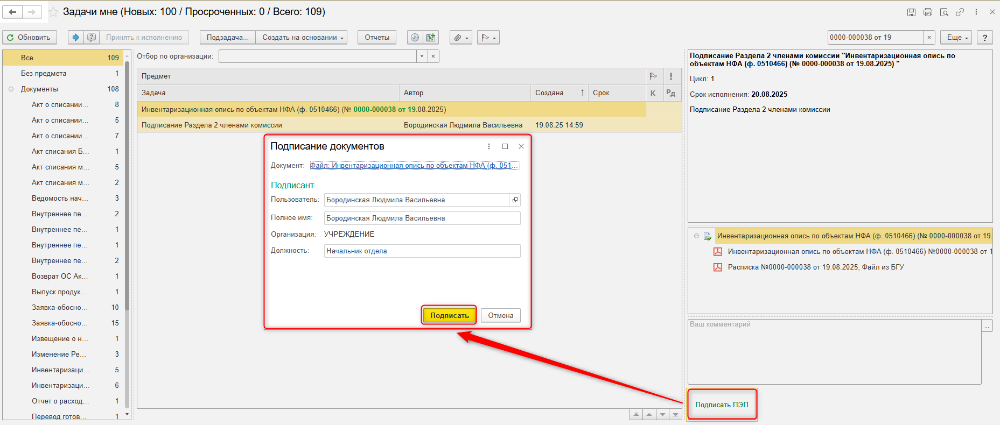 Задачи мне (Новых: 100 / Просроченных: 0 / Всего: 109)
Обновить
Принять к исполнению
Подзадача...
Создать на основании
Отчеты
0000-000038 от 19
×
Еще
?
Все 109
Без предмета 1
Документы 108
Акт о списании... 8
Акт о списании... 5
Акт о списании... 7
Акт списания Б... 1
Акт списания м... 5
Акт списания м... 2
Ведомость нач... 3
Внутреннее пе... 2
Внутреннее пе... 1
Внутреннее пе... 1
Внутреннее пе... 2
Возврат ОС Ак... 1
Выпуск продук... 1
Заявка-обосно... 10
Заявка-обосно... 15
Извещение о н... 1
Изменение Ре... 3
Инвентаризаци... 5
Инвентаризаци... 6
Отчет о расход... 1
Перевод готов... 1
Отбор по организации:
Предмет
Задача Автор Создана ↑ Срок К Рд
Инвентаризационная опись по объектам НФА (ф. 0510466) (№ 0000-000038 от 19.08.2025)
Подписание Раздела 2 членами комиссии Бородинская Людмила Васильевна 19.08.25 14:59
Подписание документов
Документ: Файл: Инвентаризационная опись по объектам НФА (ф. 051...
Подписант
Пользователь: Бородинская Людмила Васильевна
Полное имя: Бородинская Людмила Васильевна
Организация: УЧРЕЖДЕНИЕ
Должность: Начальник отдела
Подписать
Отмена
Подписание Раздела 2 членами комиссии "Инвентаризационная опись по
объектам НФА (ф. 0510466) (№ 0000-000038 от 19.08.2025) "
Цикл: 1
Срок исполнения: 20.08.2025
Подписание Раздела 2 членами комиссии
Инвентаризационная опись по объектам НФА (ф. 0510466) (№ 0000-000038 от 19.
Инвентаризационная опись по объектам НФА (ф. 0510466) №0000-000038 от 1
Расписка №0000-000038 от 19.08.2025, Файл из БГУ
Ваш комментарий
...
Подписать ПЭП